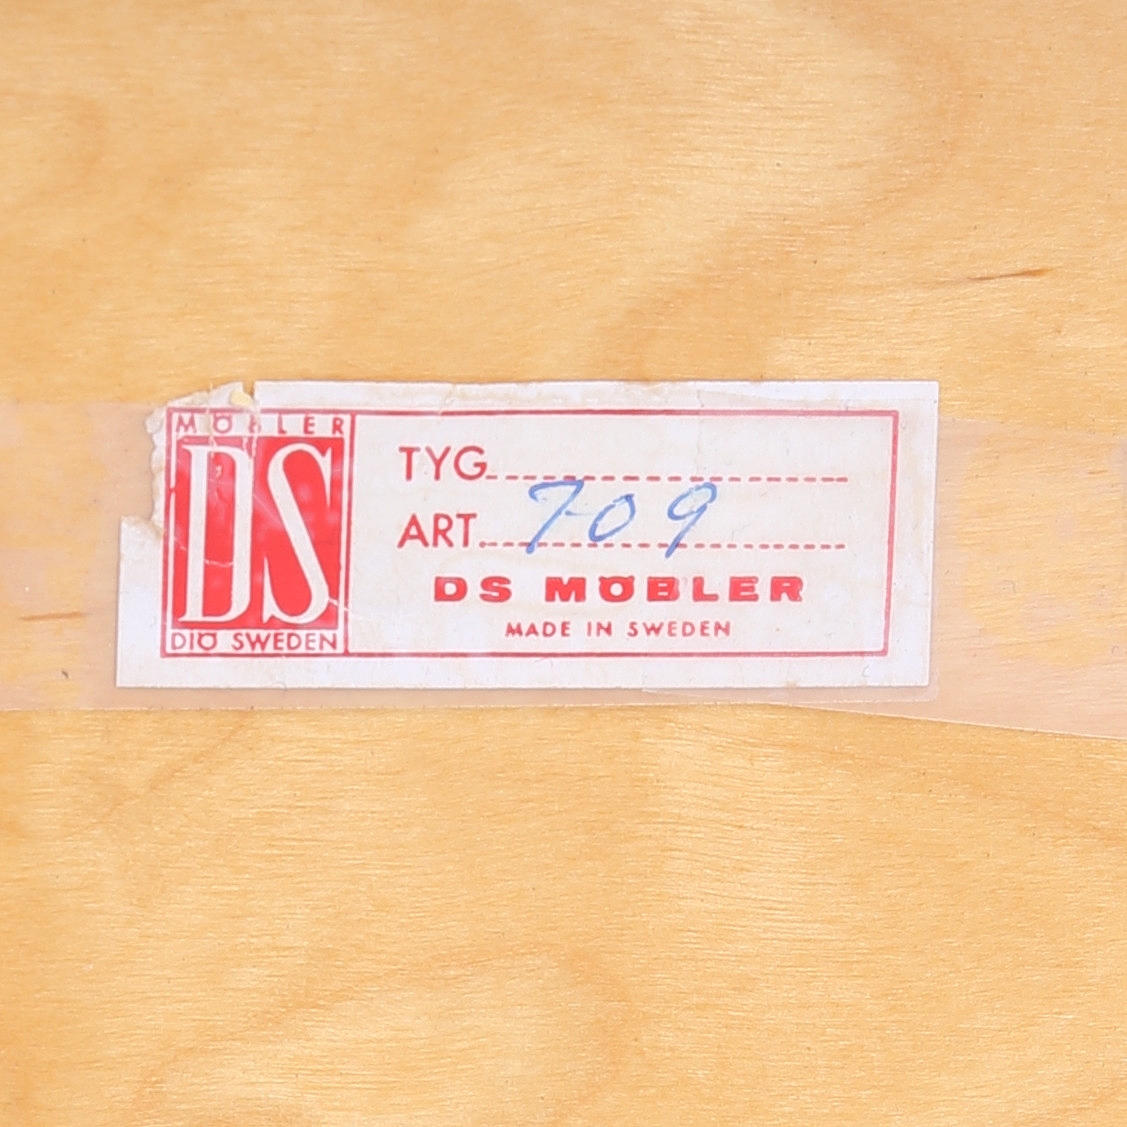 MÖBLER
DS
DIÖ SWEDEN
TYG
ART. 709
DS MÖBLER
MADE IN SWEDEN